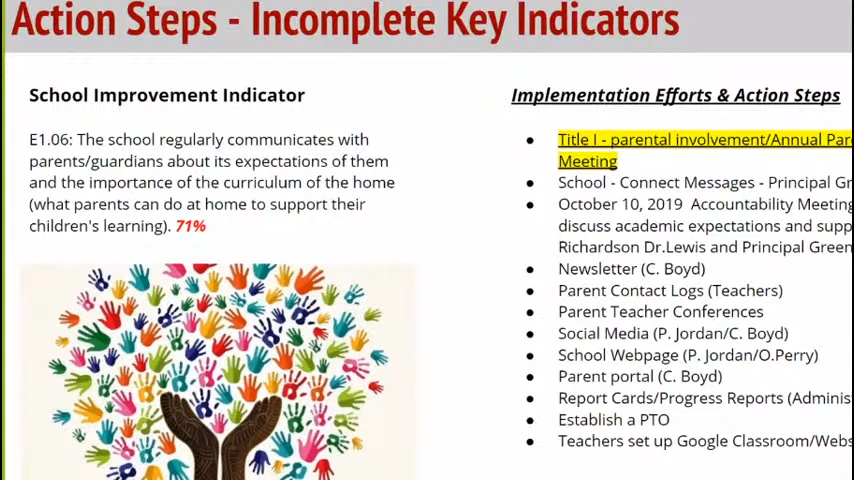 Action Steps - Incomplete Key Indicators
School Improvement Indicator
E1.06: The school regularly communicates with
parents/guardians about its expectations of them
and the importance of the curriculum of the home
(what parents can do at home to support their
children's learning). 71%
Implementation Efforts & Action Steps
● Title I - parental involvement/Annual Par
Meeting
● School - Connect Messages - Principal Gr
● October 10, 2019 Accountability Meeting
discuss academic expectations and supp
Richardson Dr.Lewis and Principal Green
● Newsletter (C. Boyd)
● Parent Contact Logs (Teachers)
● Parent Teacher Conferences
● Social Media (P. Jordan/C. Boyd)
● School Webpage (P. Jordan/O.Perry)
● Parent portal (C. Boyd)
● Report Cards/Progress Reports (Adminis
● Establish a PTO
● Teachers set up Google Classroom/Webs